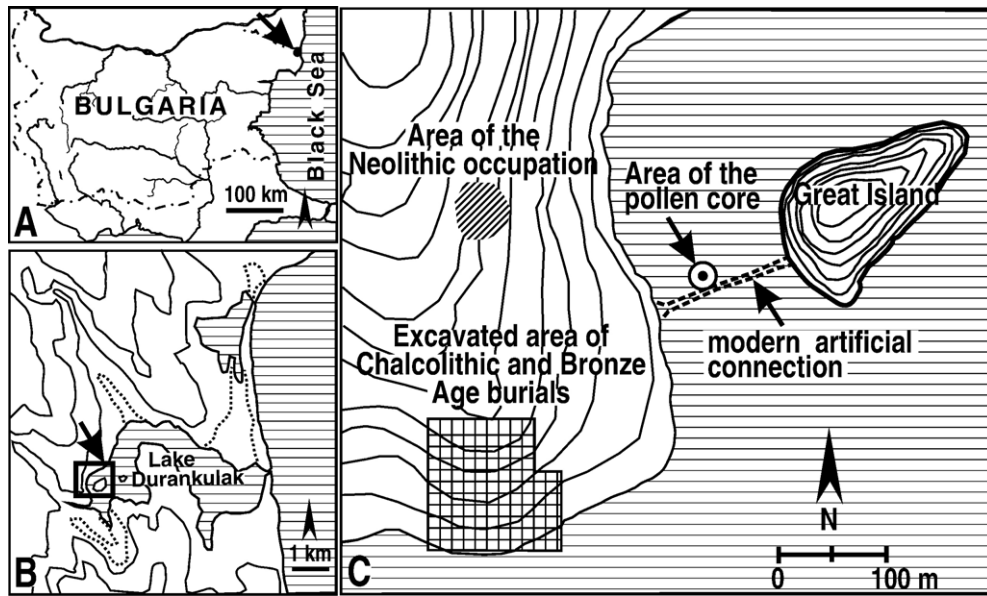 BULGARIA
Black Sea
100 km
A
Lake
Durankulak
1 km
B
Area of the
Neolithic occupation
Area of the
pollen core
Great Island
modern artificial
connection
Excavated area of
Chalcolithic and Bronze
Age burials
N
0 100 m
C